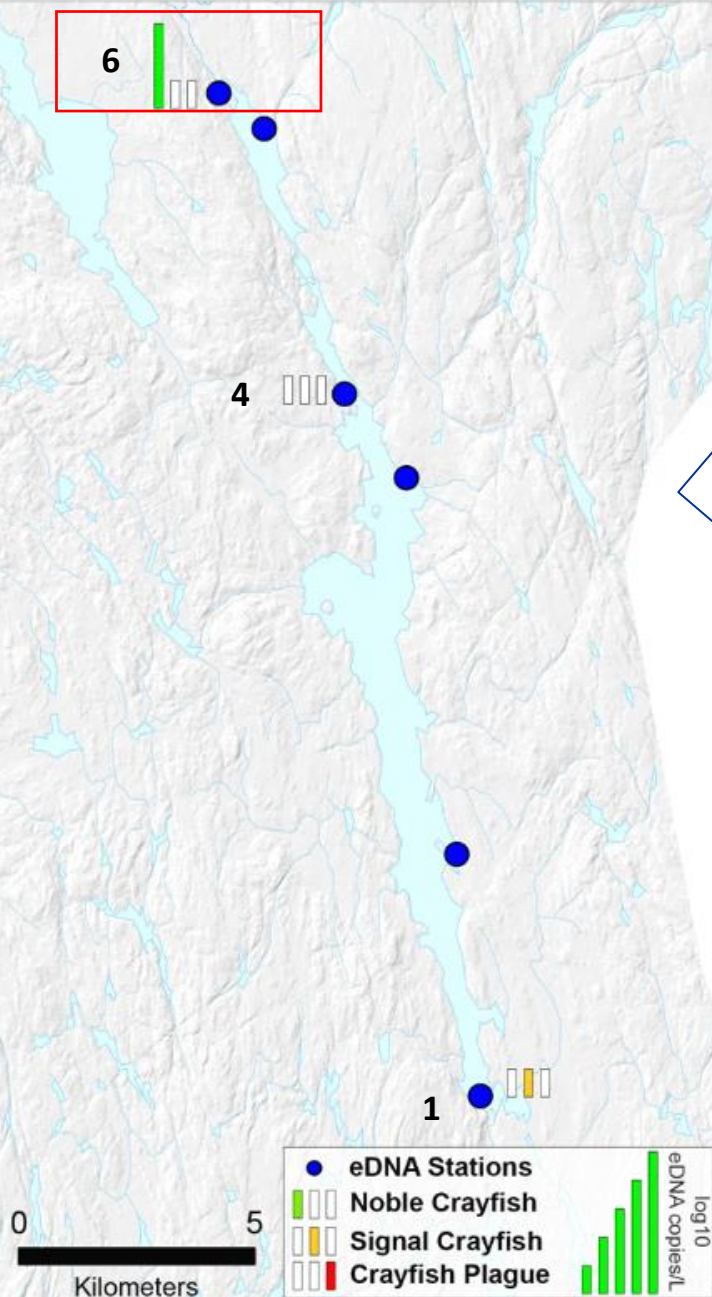 6
4
1
0 5
Kilometers
eDNA Stations
Noble Crayfish
Signal Crayfish
Crayfish Plague
log10
eDNA copies/L